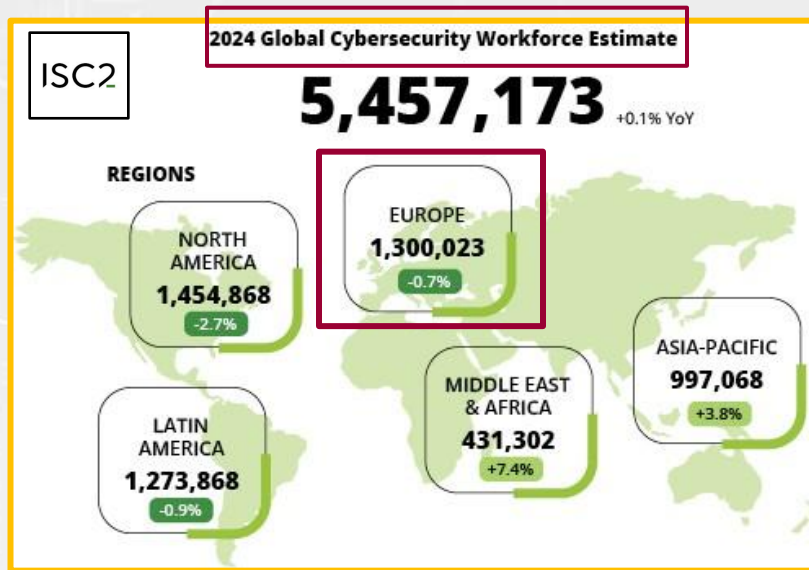 2024 Global Cybersecurity Workforce Estimate
ISC2
5,457,173 +0.1% YoY
REGIONS
NORTH
AMERICA
1,454,868
-2.7%
EUROPE
1,300,023
-0.7%
ASIA-PACIFIC
997,068
+3.8%
MIDDLE EAST
& AFRICA
431,302
+7.4%
LATIN
AMERICA
1,273,868
-0.9%